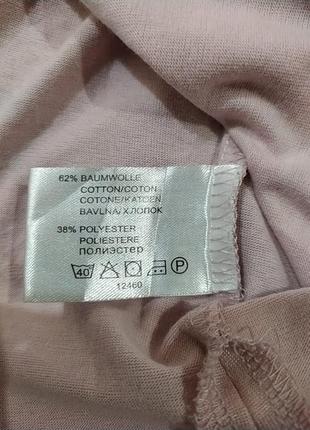 62% BAUMWOLLE
COTTON/COTON
COTONE/KATOEN
BAVLNA/ХЛОПОК
38% POLYESTER
POLIESTERE
ПОЛИЭСТЕР
40 P
12460